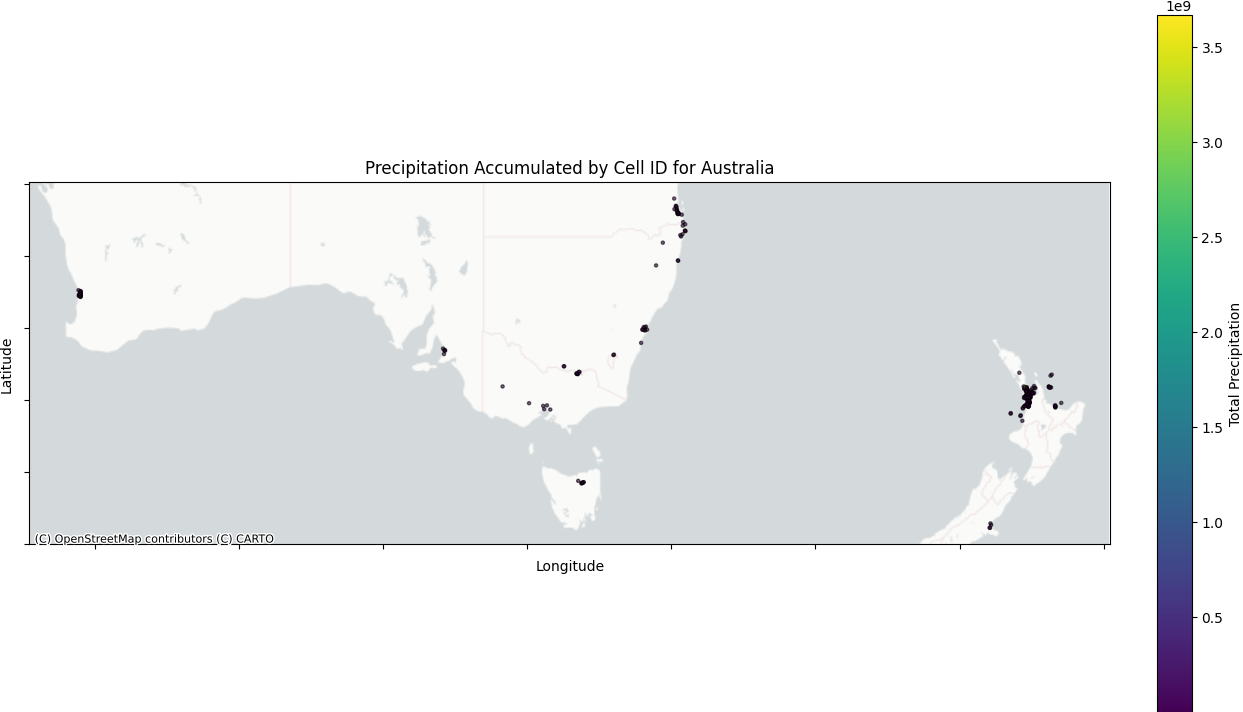 1e9
Precipitation Accumulated by Cell ID for Australia
Latitude
Longitude
(C) OpenStreetMap contributors (C) CARTO
3.5
3.0
2.5
2.0
1.5
1.0
0.5
Total Precipitation